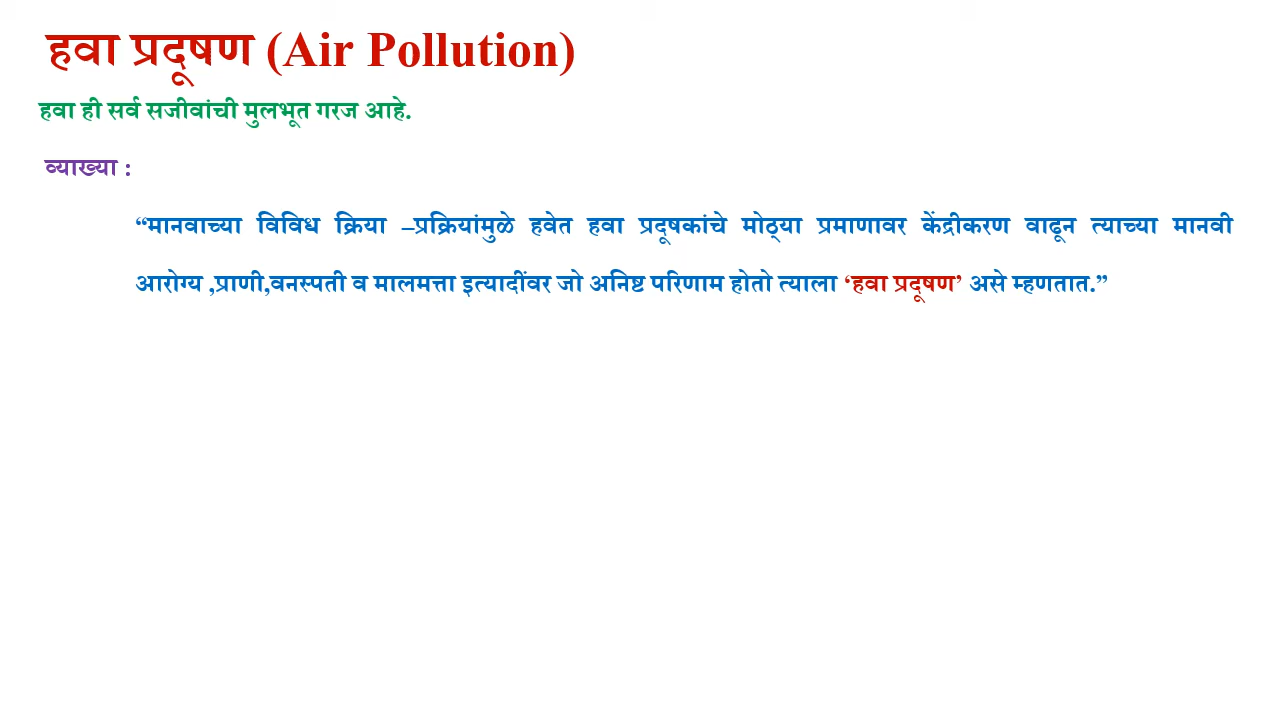 हवा प्रदूषण (Air Pollution)
हवा ही सर्व सजीवांची मुलभूत गरज आहे.
व्याख्या :
“मानवाच्या विविध क्रिया –प्रक्रियांमुळे हवेत हवा प्रदूषकांचे मोठ्या प्रमाणावर केंद्रीकरण वाढून त्याच्या मानवी
आरोग्य ,प्राणी,वनस्पती व मालमत्ता इत्यादींवर जो अनिष्ट परिणाम होतो त्याला ‘हवा प्रदूषण’ असे म्हणतात.”